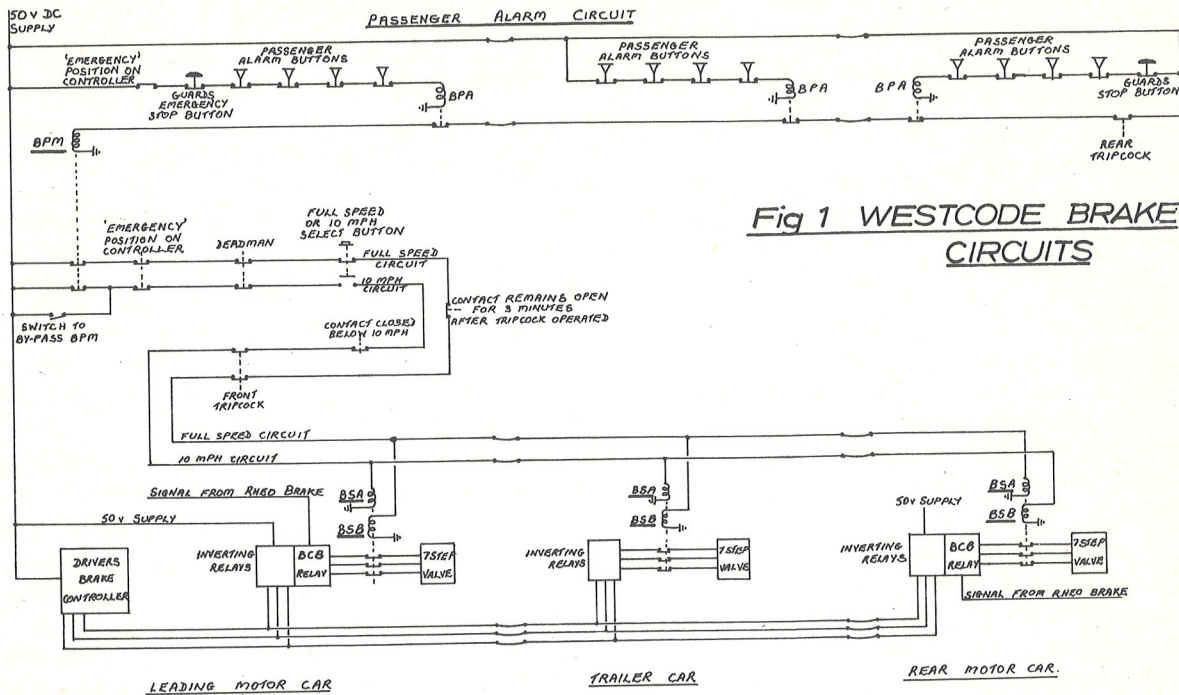 50 V DC
SUPPLY
PASSENGER ALARM CIRCUIT
'EMERGENCY'
POSITION ON
CONTROLLER
PASSENGER
ALARM BUTTONS
PASSENGER
ALARM BUTTONS
PASSENGER
ALARM BUTTONS
GUARDS
EMERGENCY
STOP BUTTON
BPA
BPA
BPA
GUARDS
STOP BUTTON
BPM
REAR
TRIPCOCK
Fig 1 WESTCODE BRAKE
CIRCUITS
'EMERGENCY'
POSITION ON
CONTROLLER
DEADMAN
FULL SPEED
OR 10 MPH
SELECT BUTTON
FULL SPEED
CIRCUIT
10 MPH
CIRCUIT
SWITCH TO
BY-PASS BPM
CONTACT CLOSED
BELOW 10 MPH
CONTACT REMAINS OPEN
FOR 3 MINUTES
AFTER TRIPCOCK OPERATED
FRONT
TRIPCOCK
FULL SPEED CIRCUIT
10 MPH CIRCUIT
SIGNAL FROM RHEO BRAKE
50 V SUPPLY
BSA
BSB
BSA
BSB
50V SUPPLY
BSA
BSB
DRIVERS
BRAKE
CONTROLLER
INVERTING
RELAYS
BCB
RELAY
7 STEP
VALVE
INVERTING
RELAYS
7 STEP
VALVE
INVERTING
RELAYS
BCB
RELAY
7 STEP
VALVE
SIGNAL FROM RHEO BRAKE
LEADING MOTOR CAR
TRAILER CAR
REAR MOTOR CAR.